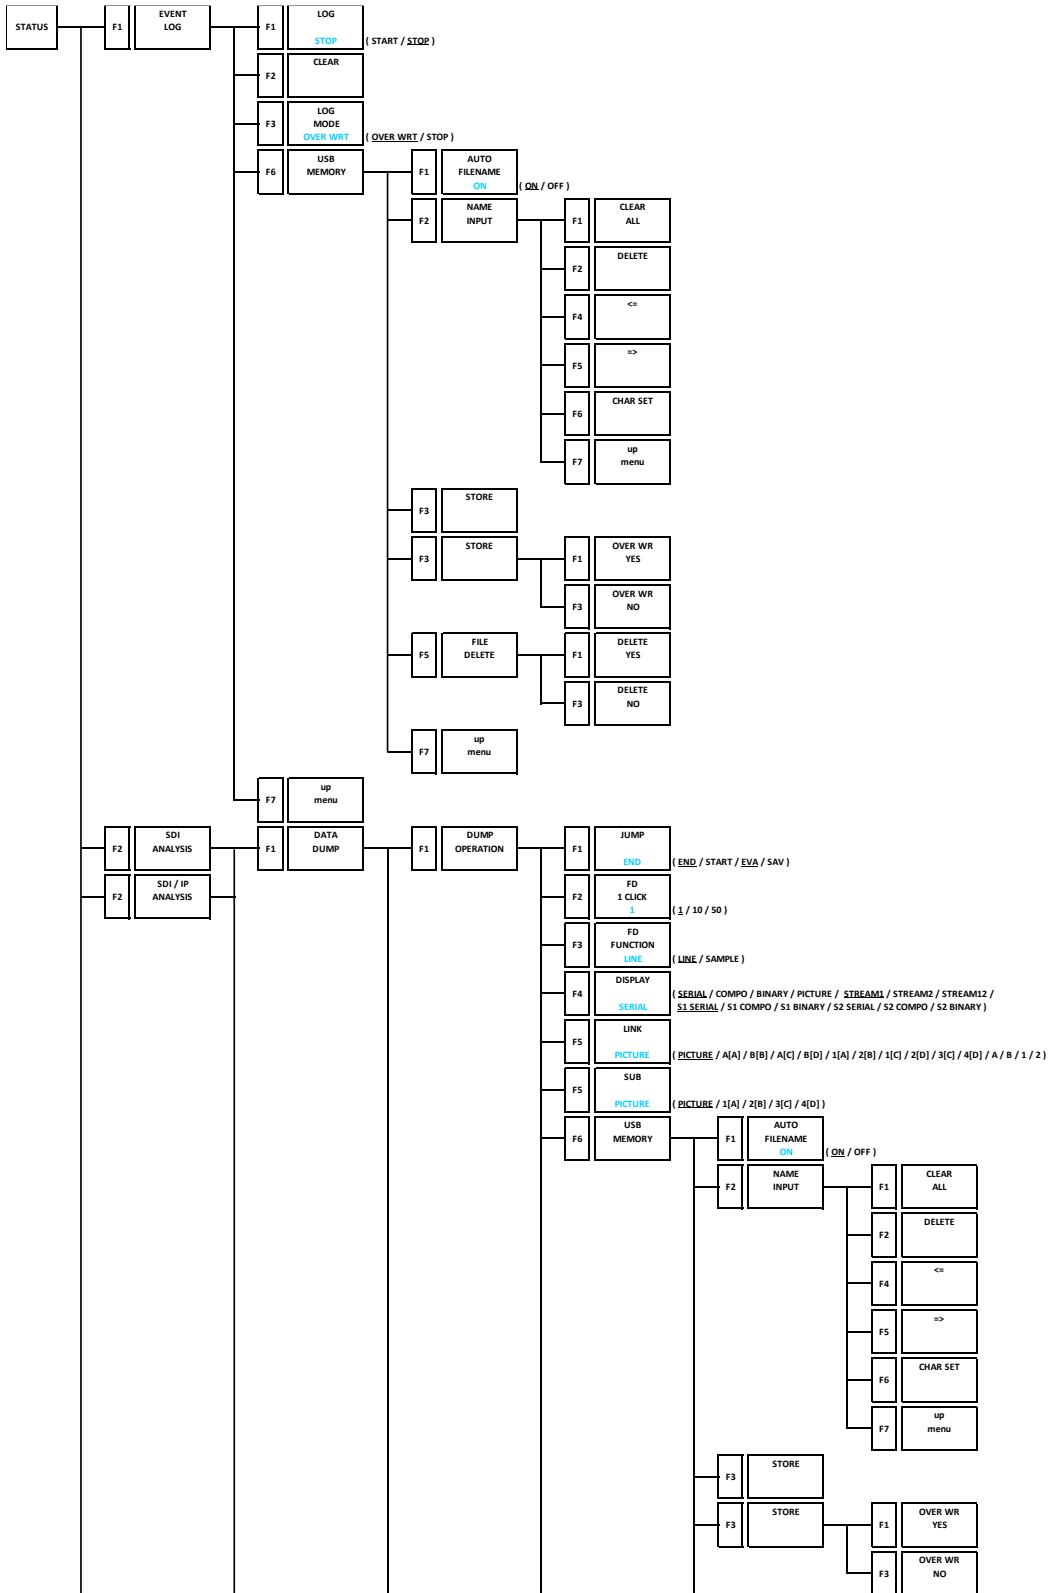 STATUS
F1
EVENT
LOG
F1
LOG
STOP
( START / STOP )
F2
CLEAR
F3
LOG
MODE
OVER WRT
( OVER WRT / STOP )
F6
USB
MEMORY
F1
AUTO
FILENAME
ON
( ON / OFF )
F2
NAME
INPUT
F1
CLEAR
ALL
F2
DELETE
F4
<=
F5
=>
F6
CHAR SET
F7
up
menu
F3
STORE
F3
STORE
F1
OVER WR
YES
F3
OVER WR
NO
F5
FILE
DELETE
F1
DELETE
YES
F3
DELETE
NO
F7
up
menu
F7
up
menu
F2
SDI
ANALYSIS
F1
DATA
DUMP
F1
DUMP
OPERATION
F1
JUMP
END
( END / START / EVA / SAV )
F2
SDI / IP
ANALYSIS
F2
FD
1 CLICK
1
( 1 / 10 / 50 )
F3
FD
FUNCTION
LINE
( LINE / SAMPLE )
F4
DISPLAY
SERIAL
( SERIAL / COMPO / BINARY / PICTURE / STREAM1 / STREAM2 / STREAM12 /
S1 SERIAL / S1 COMPO / S1 BINARY / S2 SERIAL / S2 COMPO / S2 BINARY )
F5
LINK
PICTURE
( PICTURE / A[A] / B[B] / A[C] / B[D] / 1[A] / 2[B] / 1[C] / 2[D] / 3[C] / 4[D] / A / B / 1 / 2 )
F5
SUB
PICTURE
( PICTURE / 1[A] / 2[B] / 3[C] / 4[D] )
F6
USB
MEMORY
F1
AUTO
FILENAME
ON
( ON / OFF )
F2
NAME
INPUT
F1
CLEAR
ALL
F2
DELETE
F4
<=
F5
=>
F6
CHAR SET
F7
up
menu
F3
STORE
F3
STORE
F1
OVER WR
YES
F3
OVER WR
NO